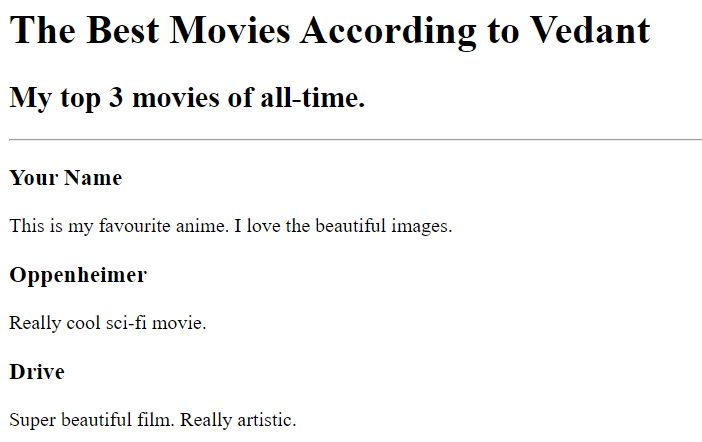 The Best Movies According to Vedant
My top 3 movies of all-time.
Your Name
This is my favourite anime. I love the beautiful images.
Oppenheimer
Really cool sci-fi movie.
Drive
Super beautiful film. Really artistic.